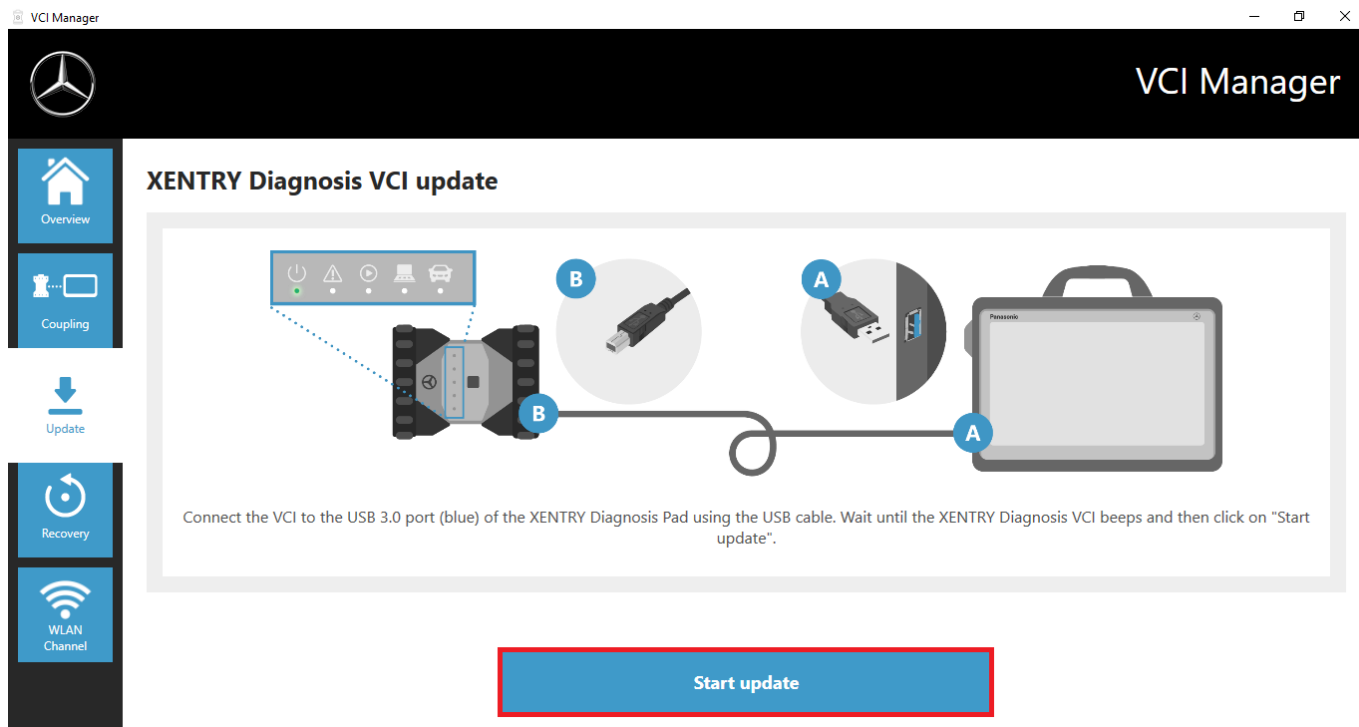 VCI Manager
VCI Manager
Overview
Coupling
Update
Recovery
WLAN
Channel
XENTRY Diagnosis VCI update
B
A
Panasonic
B
A
Connect the VCI to the USB 3.0 port (blue) of the XENTRY Diagnosis Pad using the USB cable. Wait until the XENTRY Diagnosis VCI beeps and then click on "Start
update".
Start update